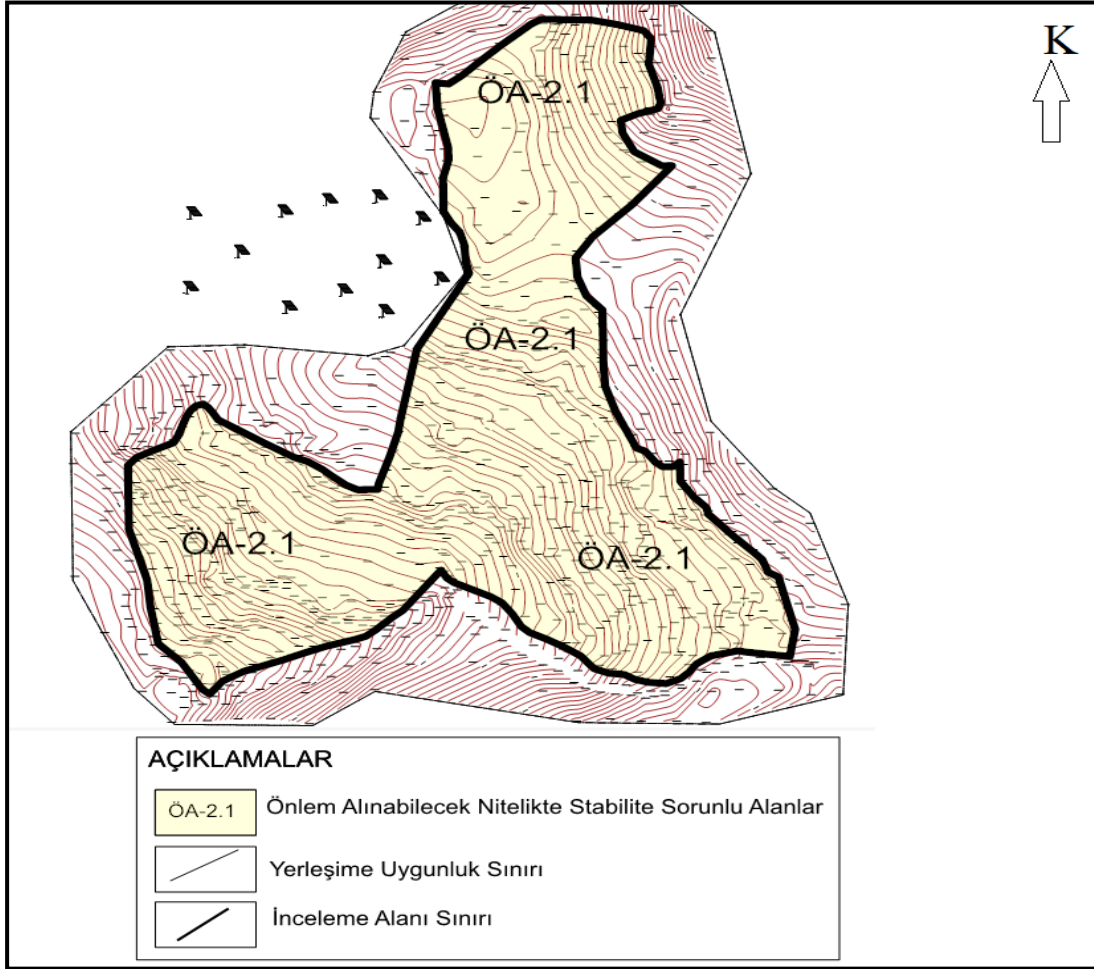 K
ÖA-2.1
ÖA-2.1
ÖA-2.1
ÖA-2.1
AÇIKLAMALAR
ÖA-2.1 Önlem Alınabilecek Nitelikte Stabilite Sorunlu Alanlar
Yerleşime Uygunluk Sınırı
İnceleme Alanı Sınırı